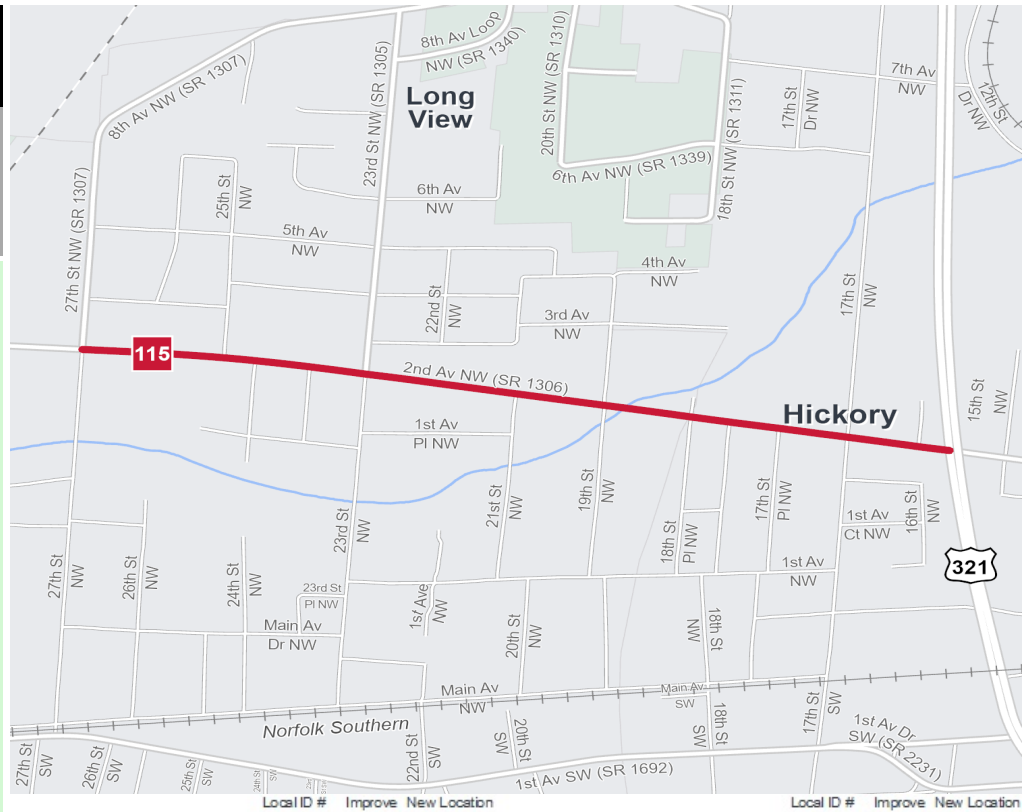 8th Av Loop
NW (SR 1340)
8th Av NW (SR 1307)
23rd St NW (SR 1305)
Long
View
20th St NW (SR 1310)
18th St NW (SR 1311)
17th St
Dr NW
7th Av
NW
12th St
Dr NW
6th Av NW (SR 1339)
27th St NW (SR 1307)
25th St
NW
6th Av
NW
5th Av
NW
4th Av
NW
22nd St
NW
3rd Av
NW
17th St
NW
115
2nd Av NW (SR 1306)
Hickory
15th St
NW
1st Av
Pl NW
23rd St
NW
21st St
NW
19th St
NW
18th St
Pl NW
17th St
Pl NW
1st Av
Ct NW
16th St
NW
321
27th St
NW
26th St
NW
24th St
NW
23rd St
Pl NW
1st Ave
NW
1st Av
NW
Main Av
Dr NW
20th St
NW
18th St
NW
Main Av
NW
Main Av
SW
Norfolk Southern
27th St
SW
26th St
SW
25th St
SW
24th St
SW
22nd St
SW
20th St
SW
18th St
SW
17th St
SW
1st Av Dr
SW (SR 2231)
1st Av SW (SR 1692)
Local ID # Improve New Location
Local ID # Improve New Location